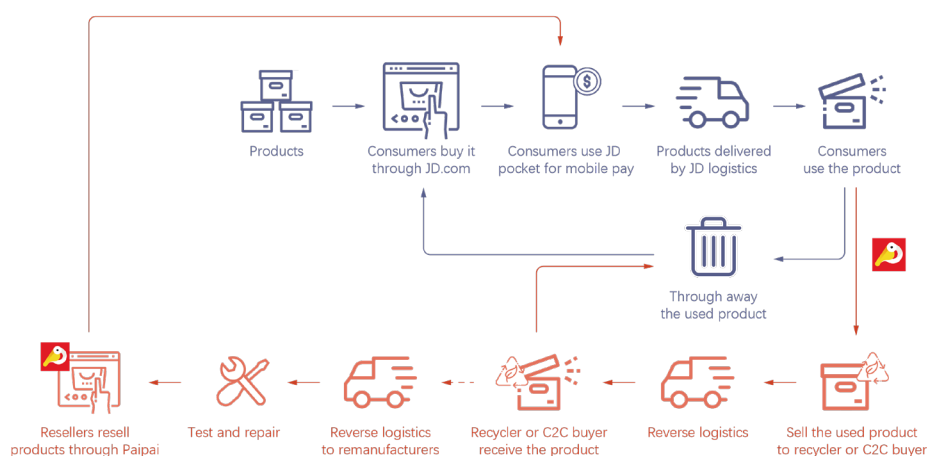 Products
Consumers buy it
through JD.com
Consumers use JD
pocket for mobile pay
Products delivered
by JD logistics
Consumers
use the product
$
Through away
the used product
Resellers resell
products through Paipai
Test and repair
Reverse logistics
to remanufacturers
Recycler or C2C buyer
receive the product
Reverse logistics
Sell the used product
to recycler or C2C buyer